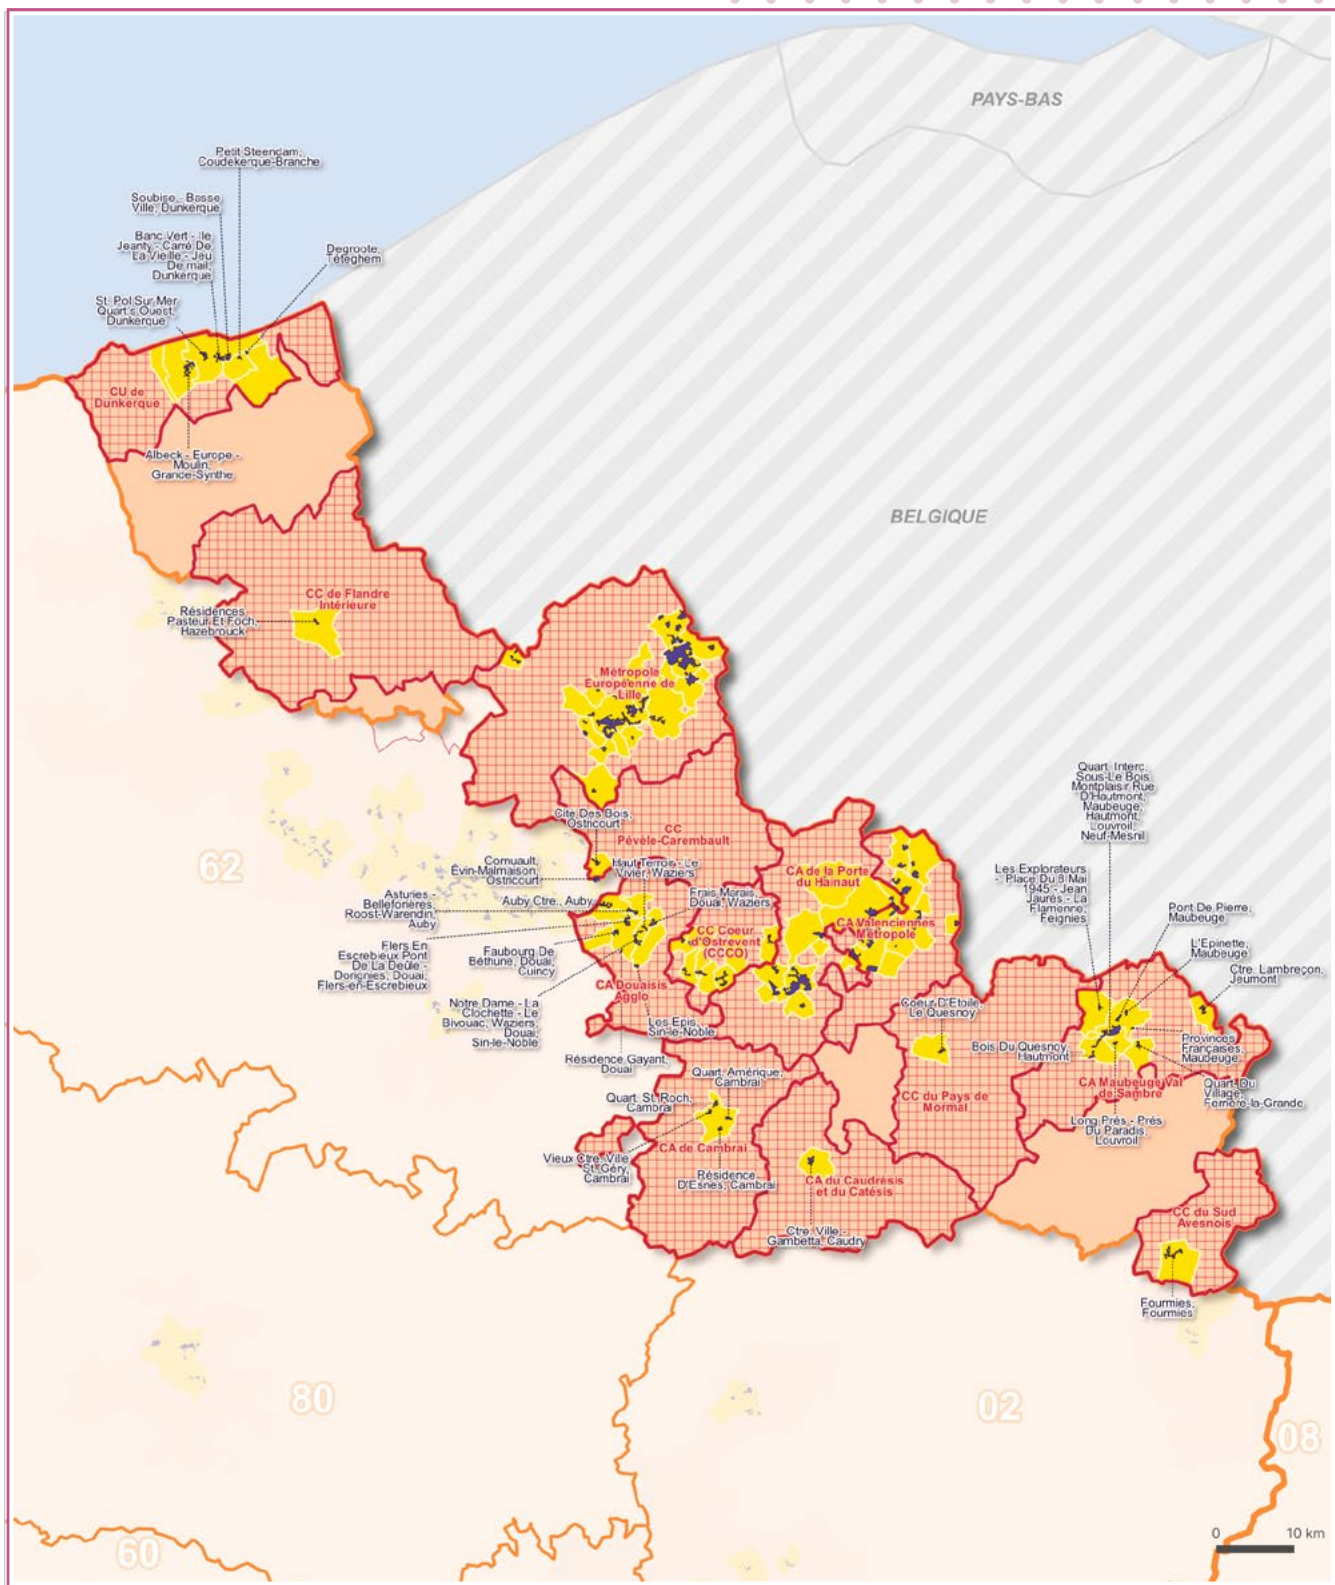 PAYS-BAS
Petit Steendam,
Coudekerque-Branche
Soubise - Basse
Ville, Dunkerque
Banc Vert - Ile
Jeanty - Carré De
La Vieille - Jeu
De mail,
Dunkerque
Degroote,
Téteghem
St. Pol Sur Mer
Quart.s Ouest,
Dunkerque
CU de
Dunkerque
Albeck - Europe -
Moulin,
Grande-Synthe
BELGIQUE
CC de Flandre
Intérieure
Résidences
Pasteur Et Foch,
Hazebrouck
Métropole
Européenne de
Lille
Cité Des Bois,
Ostricourt
CC
Pévèle-Carembault
Cornuault,
Évin-Malmaison,
Ostricourt
Haut Terroir - Le
Vivier, Waziers
CA de la Porte
du Hainaut
62
Asturies -
Belleforières,
Roost-Warendin,
Auby
Auby Ctre., Auby
Frais Marais,
Douai, Waziers
CA Valenciennes
Métropole
CC Coeur
d'Ostrevent
(CCCO)
Flers En
Escrebieux Pont
De La Deûle -
Dorignies, Douai,
Flers-en-Escrebieux
Faubourg De
Béthune, Douai,
Cuincy
CA Douaisis
Agglo
Notre Dame - La
Clochette - Le
Bivouac, Waziers,
Douai,
Sin-le-Noble
Les Epis,
Sin-le-Noble
Résidence Gayant,
Douai
Quart. Interc.
Sous-Le Bois
Montplaisir Rue
D'Hautmont,
Maubeuge,
Hautmont,
Louvroil,
Neuf-Mesnil
Les Explorateurs
- Place Du 8 Mai
1945 - Jean
Jaurés - La
Flamenne,
Feignies
Pont De Pierre,
Maubeuge
L'Epinette,
Maubeuge
Ctre. Lambreçon,
Jeumont
Coeur D'Etoile,
Le Quesnoy
Bois Du Quesnoy,
Hautmont
Provinces
Françaises,
Maubeuge
CA Maubeuge Val
de Sambre
Quart. Du
Village,
Ferrière-la-Grande
Long Prés - Prés
Du Paradis,
Louvroil
CC du Pays de
Mormal
Quart. Amérique,
Cambrai
Quart. St. Roch,
Cambrai
CA de Cambrai
Vieux Ctre. Ville
St. Géry,
Cambrai
Résidence
D'Esnes, Cambrai
CA du Caudrésis
et du Catésis
Ctre. Ville -
Gambetta, Caudry
CC du Sud
Avesnois
Fourmies,
Fourmies
80
02
08
60
0 10 km